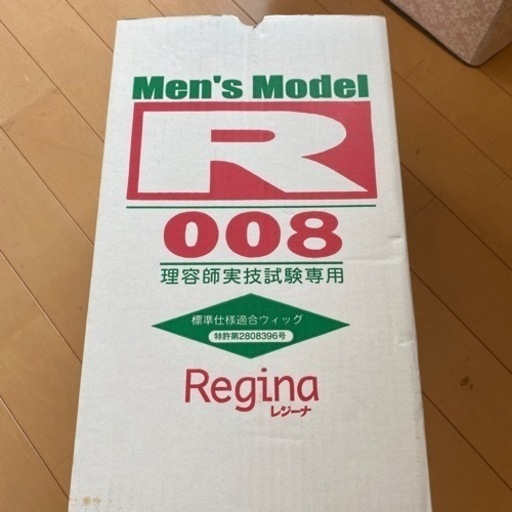 Men's Model
R
008
理容師実技試験専用
標準仕様適合ウィッグ
特許第2808396号
Regina
レジーナ